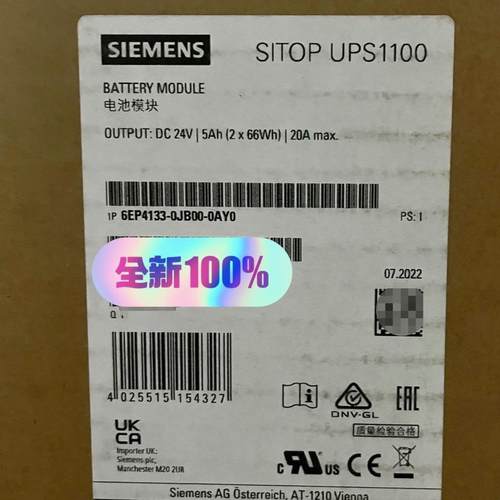 SIEMENS
SITOP UPS1100
BATTERY MODULE
电池模块
OUTPUT: DC 24V | 5Ah (2 x 66Wh) | 20A max.
1P 6EP4133-0JB00-0AY0
PS: 1
全新100%
07.2022
4 025515 154327
DNV·GL
EAC
质量检验合格
UK
CA
Importer UK:
Siemens plc,
Manchester M20 2UR
C UL US CE
Siemens AG Österreich, AT-1210 Vienna